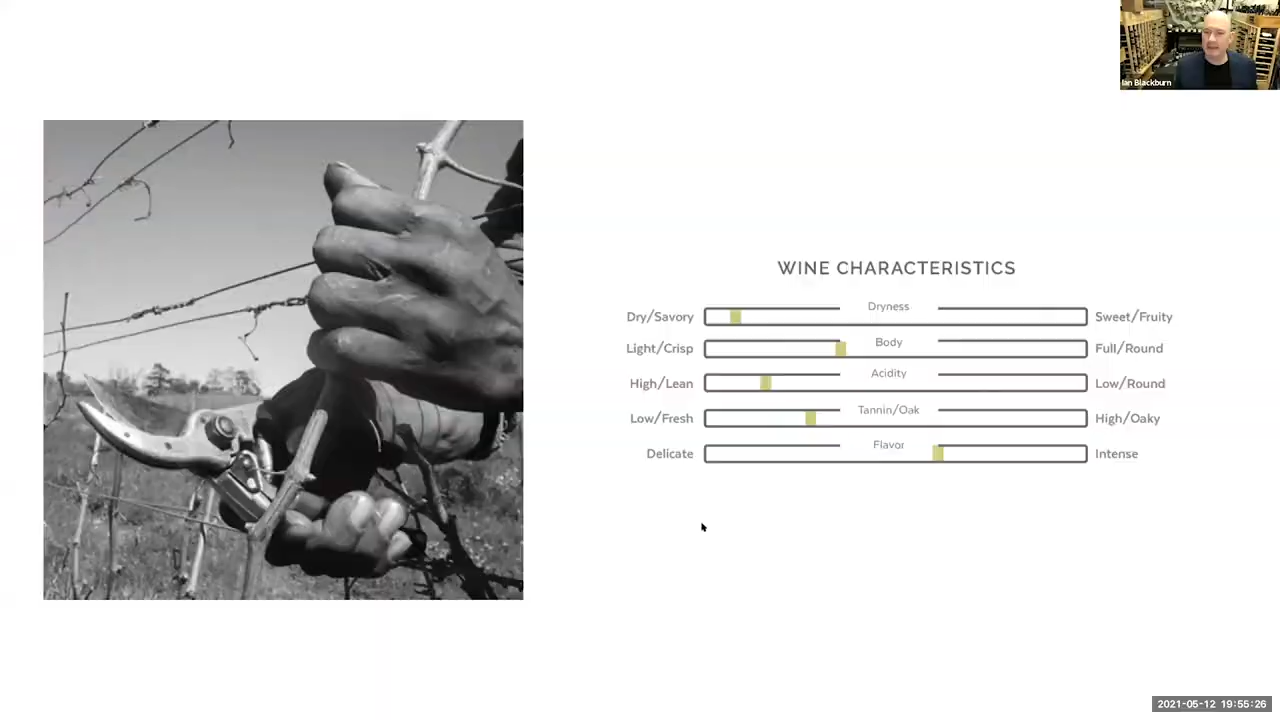 Ian Blackburn
WINE CHARACTERISTICS
Dryness
Dry/Savory Sweet/Fruity
Body
Light/Crisp Full/Round
Acidity
High/Lean Low/Round
Tannin/Oak
Low/Fresh High/Oaky
Flavor
Delicate Intense
2021-05-12 19:55:26